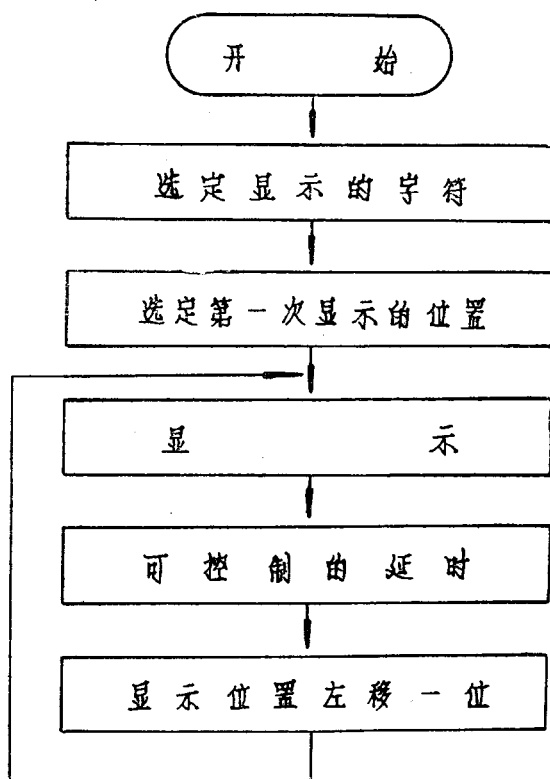 开始
选定显示的字符
选定第一次显示的位置
显示
可控制的延时
显示位置左移一位